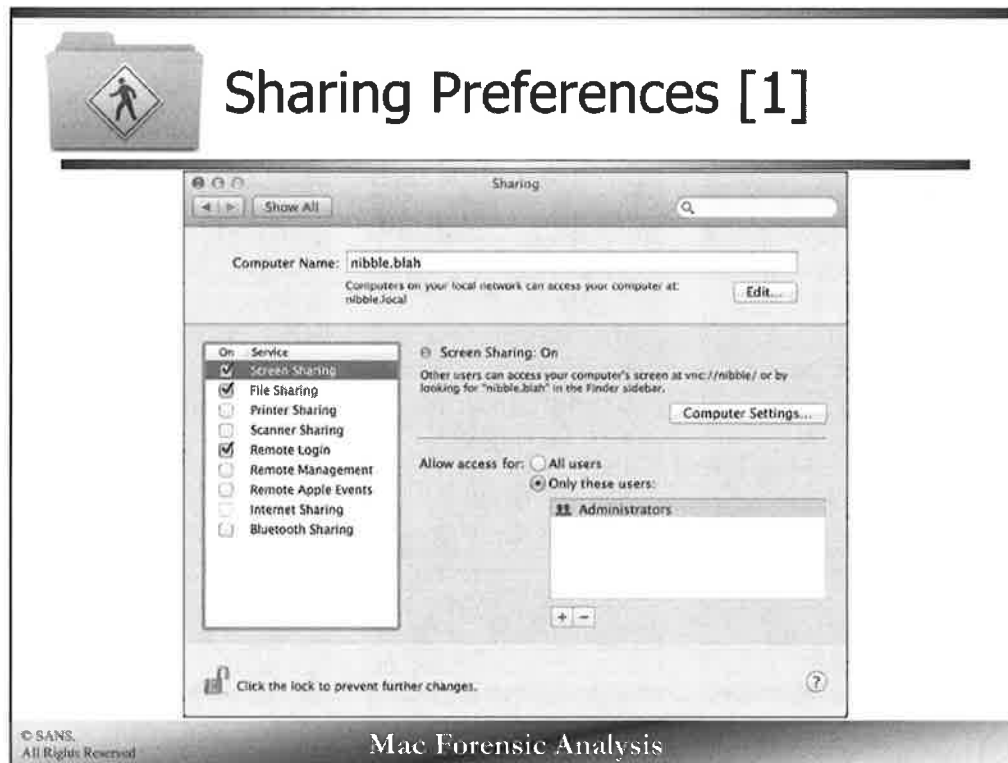 Sharing Preferences [1]
Sharing
Show All
Computer Name: nibble.blah
Computers on your local network can access your computer at:
nibble.local
Edit...
On Service
Screen Sharing
File Sharing
Printer Sharing
Scanner Sharing
Remote Login
Remote Management
Remote Apple Events
Internet Sharing
Bluetooth Sharing
Screen Sharing: On
Other users can access your computer's screen at vnc://nibble/ or by
looking for "nibble.blah" in the Finder sidebar.
Computer Settings...
Allow access for: All users
Only these users:
Administrators
+ -
Click the lock to prevent further changes.
?
© SANS.
All Rights Reserved
Mac Forensic Analysis